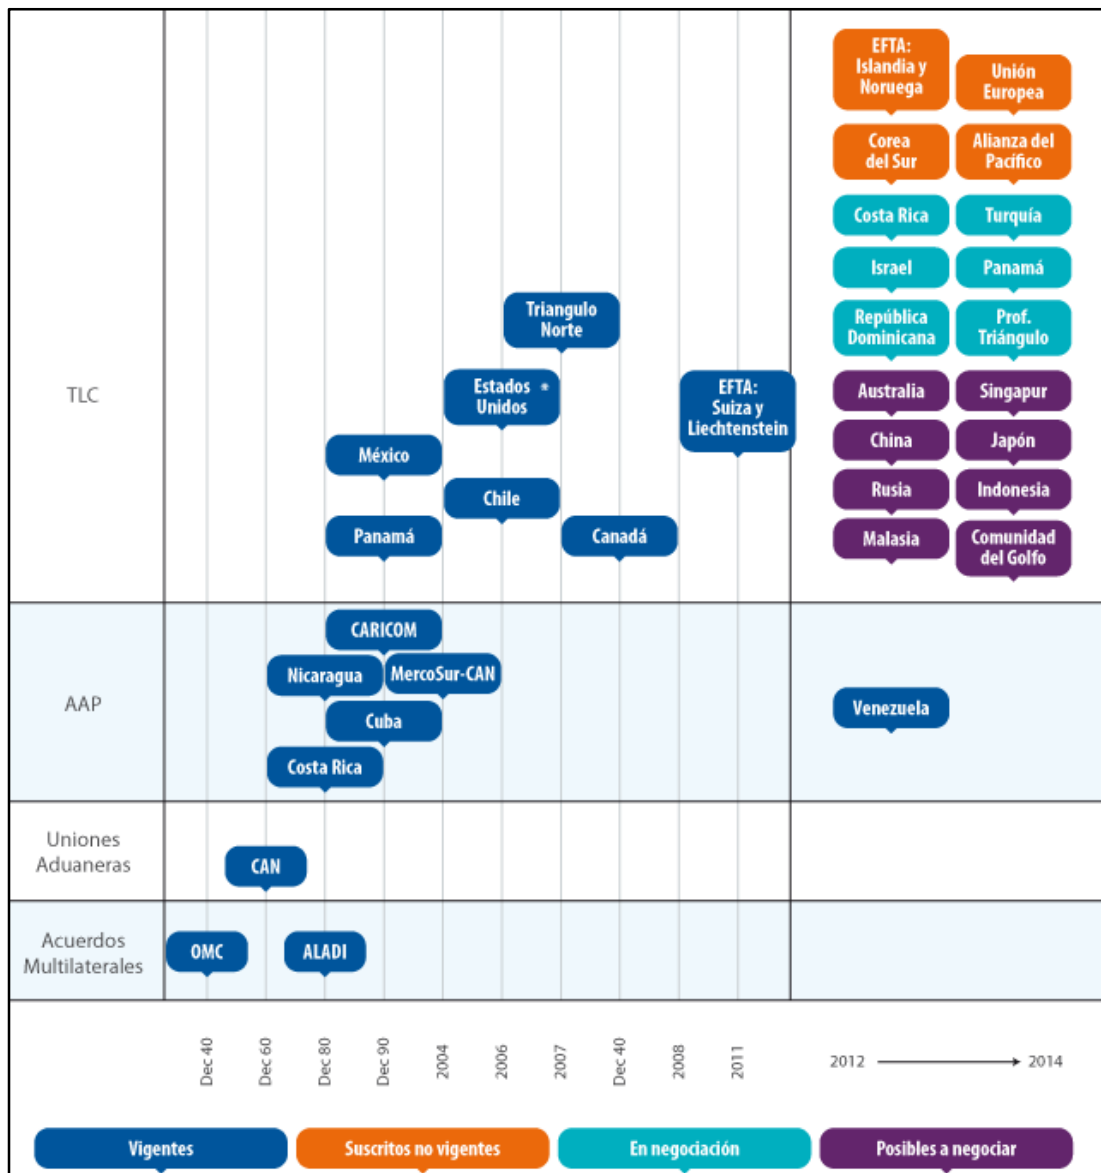 TLC
EFTA:
Islandia y
Noruega
Unión
Europea
Corea
del Sur
Alianza del
Pacífico
Costa Rica
Turquía
Israel
Panamá
República
Dominicana
Prof.
Triángulo
Triangulo
Norte
Estados *
Unidos
EFTA:
Suiza y
Liechtenstein
Australia
Singapur
México
China
Japón
Chile
Rusia
Indonesia
Panamá
Canadá
Malasia
Comunidad
del Golfo
AAP
CARICOM
Nicaragua
MercoSur-CAN
Cuba
Costa Rica
Venezuela
Uniones
Aduaneras
CAN
Acuerdos
Multilaterales
OMC
ALADI
Dec 40
Dec 60
Dec 80
Dec 90
2004
2006
2007
Dec 40
2008
2011
2012
2014
Vigentes
Suscritos no vigentes
En negociación
Posibles a negociar